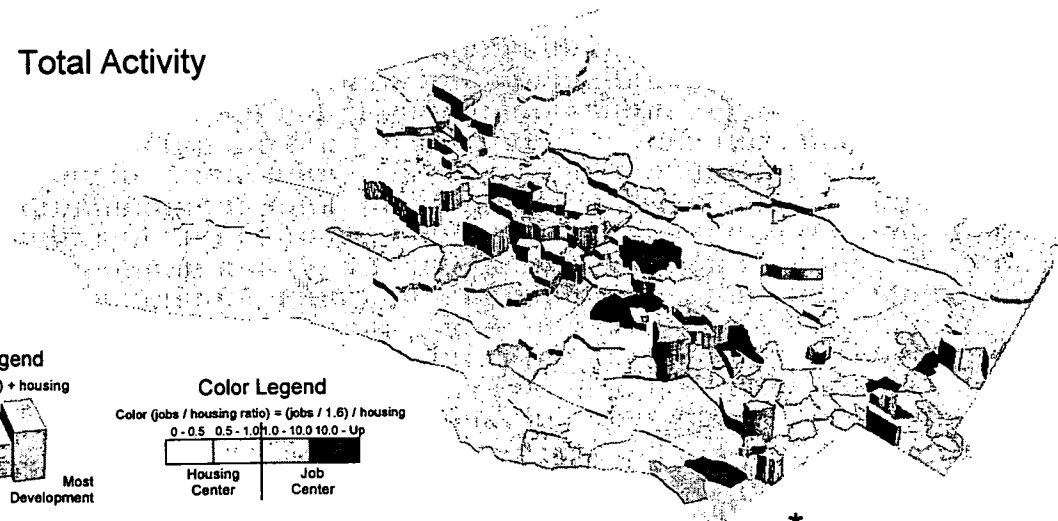 Total Activity
gend
) + housing
Most
Development
Color Legend
Color (jobs / housing ratio) = (jobs / 1.6) / housing
0 - 0.5 0.5 - 1.0 1.0 - 10.0 10.0 - Up
Housing Job
Center Center
*